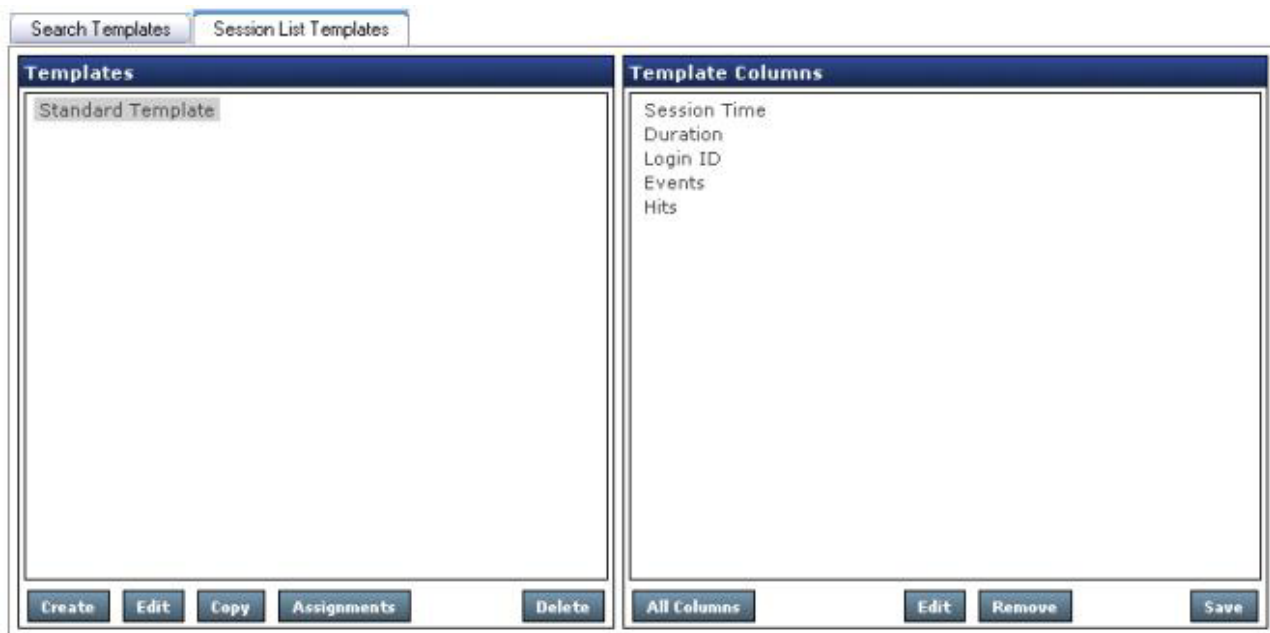 Search Templates
Session List Templates
Templates
Standard Template
Create
Edit
Copy
Assignments
Delete
Template Columns
Session Time
Duration
Login ID
Events
Hits
All Columns
Edit
Remove
Save